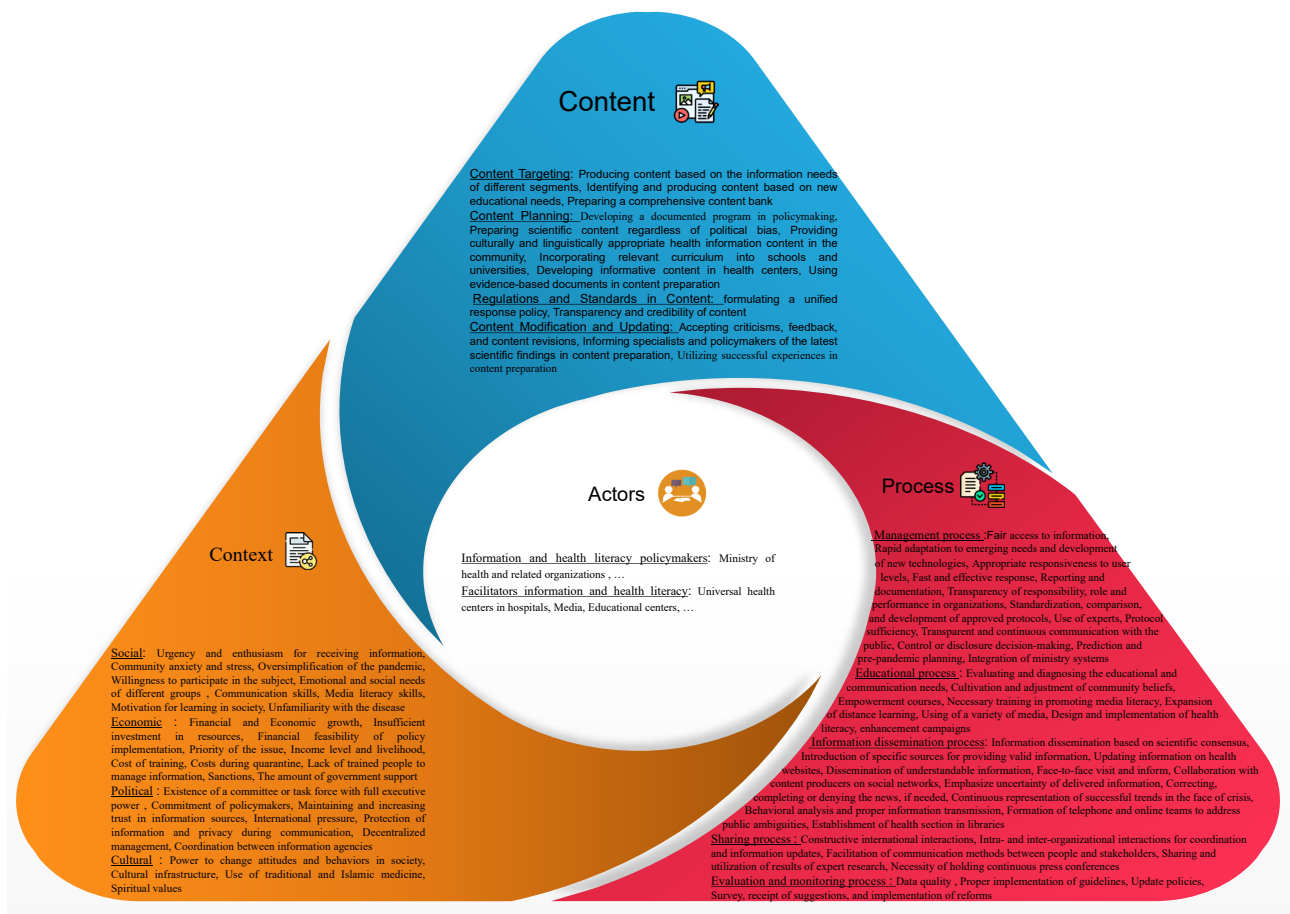 Content
Content Targeting: Producing content based on the information needs
of different segments, Identifying and producing content based on new
educational needs, Preparing a comprehensive content bank
Content Planning: Developing a documented program in policymaking,
Preparing scientific content regardless of political bias, Providing
culturally and linguistically appropriate health information content in the
community, Incorporating relevant curriculum into schools and
universities, Developing informative content in health centers, Using
evidence-based documents in content preparation
Regulations and Standards in Content: formulating a unified
response policy, Transparency and credibility of content
Content Modification and Updating: Accepting criticisms, feedback,
and content revisions, Informing specialists and policymakers of the latest
scientific findings in content preparation, Utilizing successful experiences in
content preparation
Actors
Information and health literacy policymakers: Ministry of
health and related organizations , …
Facilitators information and health literacy: Universal health
centers in hospitals, Media, Educational centers, …
Context
Social: Urgency and enthusiasm for receiving information,
Community anxiety and stress, Oversimplification of the pandemic,
Willingness to participate in the subject, Emotional and social needs
of different groups , Communication skills, Media literacy skills,
Motivation for learning in society, Unfamiliarity with the disease
Economic : Financial and Economic growth, Insufficient
investment in resources, Financial feasibility of policy
implementation, Priority of the issue, Income level and livelihood,
Cost of training, Costs during quarantine, Lack of trained people to
manage information, Sanctions, The amount of government support
Political : Existence of a committee or task force with full executive
power , Commitment of policymakers, Maintaining and increasing
trust in information sources, International pressure, Protection of
information and privacy during communication, Decentralized
management, Coordination between information agencies
Cultural : Power to change attitudes and behaviors in society,
Cultural infrastructure, Use of traditional and Islamic medicine,
Spiritual values
Process
Management process :Fair access to information,
Rapid adaptation to emerging needs and development
of new technologies, Appropriate responsiveness to user
levels, Fast and effective response, Reporting and
documentation, Transparency of responsibility, role and
performance in organizations, Standardization, comparison,
and development of approved protocols, Use of experts, Protocol
sufficiency, Transparent and continuous communication with the
public, Control or disclosure decision-making, Prediction and
pre-pandemic planning, Integration of ministry systems
Educational process : Evaluating and diagnosing the educational and
communication needs, Cultivation and adjustment of community beliefs,
Empowerment courses, Necessary training in promoting media literacy, Expansion
of distance learning, Using of a variety of media, Design and implementation of health
literacy, enhancement campaigns
Information dissemination process: Information dissemination based on scientific consensus,
Introduction of specific sources for providing valid information, Updating information on health
websites, Dissemination of understandable information, Face-to-face visit and inform, Collaboration with
content producers on social networks, Emphasize uncertainty of delivered information, Correcting,
completing or denying the news, if needed, Continuous representation of successful trends in the face of crisis,
Behavioral analysis and proper information transmission, Formation of telephone and online teams to address
public ambiguities, Establishment of health section in libraries
Sharing process : Constructive international interactions, Intra- and inter-organizational interactions for coordination
and information updates, Facilitation of communication methods between people and stakeholders, Sharing and
utilization of results of expert research, Necessity of holding continuous press conferences
Evaluation and monitoring process : Data quality , Proper implementation of guidelines, Update policies,
Survey, receipt of suggestions, and implementation of reforms